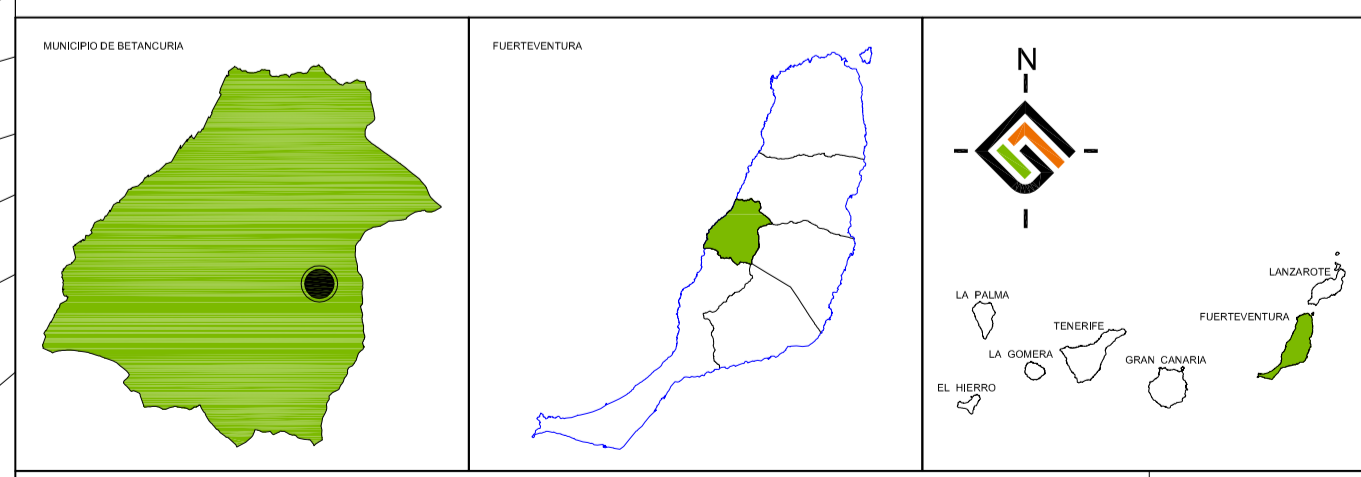 MUNICIPIO DE BETANCURIA
FUERTEVENTURA
N
LANZAROTE
LA PALMA
FUERTEVENTURA
TENERIFE
LA GOMERA
GRAN CANARIA
EL HIERRO